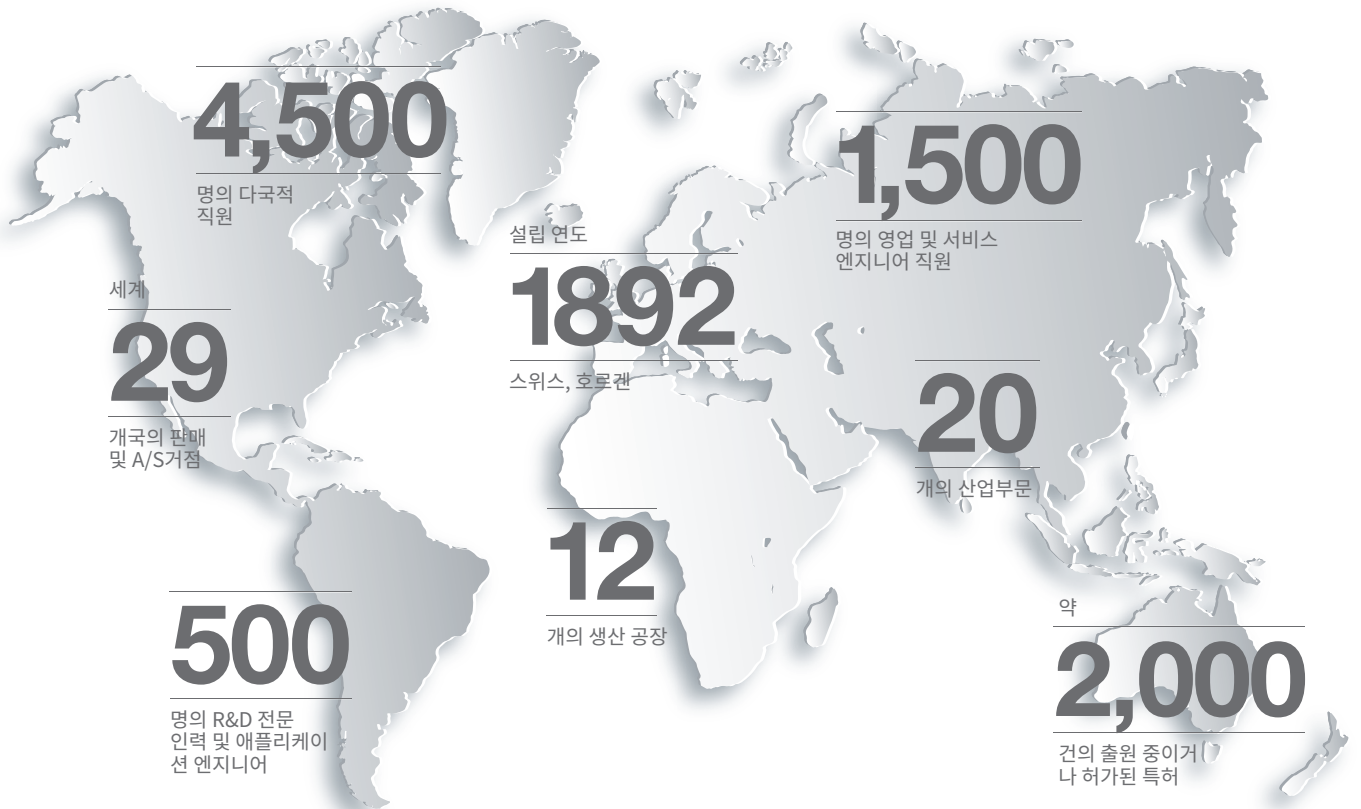 4,500
명의 다국적
직원
1,500
명의 영업 및 서비스
엔지니어 직원
설립 연도
1892
스위스, 호르겐
세계
29
개국의 판매
및 A/S거점
20
개의 산업부문
12
개의 생산 공장
500
명의 R&D 전문
인력 및 애플리케이
션 엔지니어
약
2,000
건의 출원 중이거
나 허가된 특허